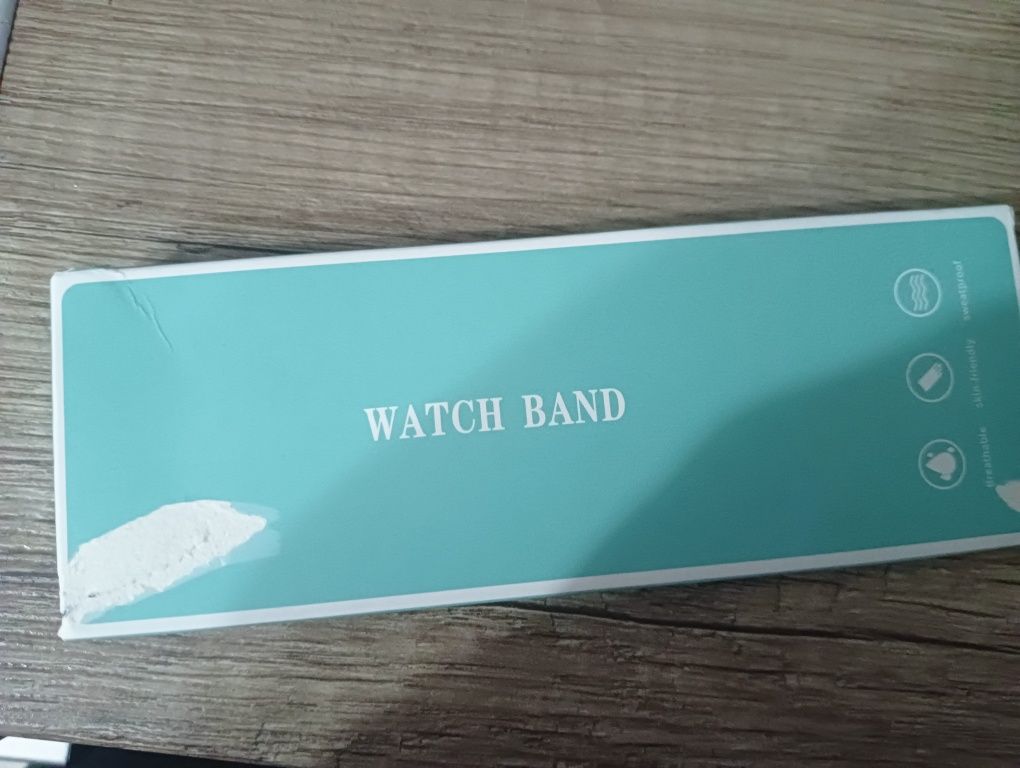 WATCH BAND
sweatproof
skin-friendly
Breathable